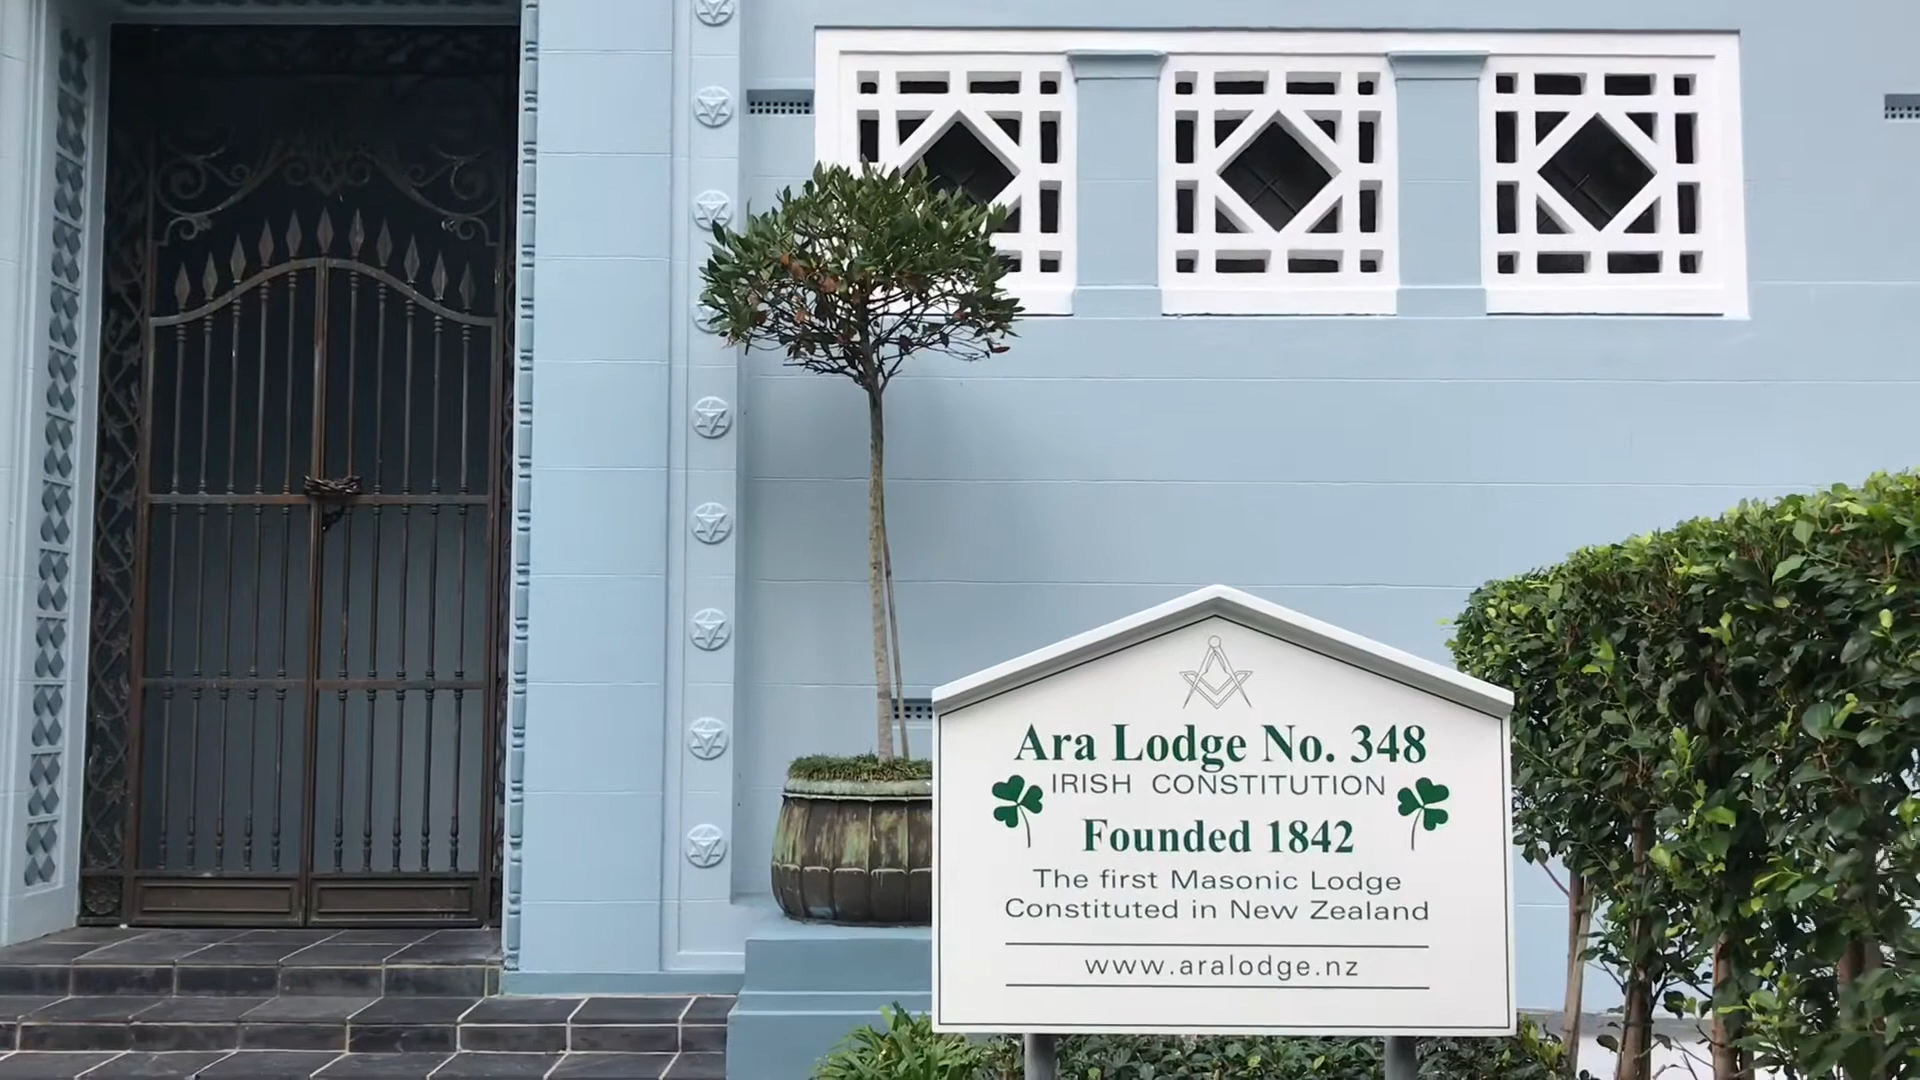 Ara Lodge No. 348
IRISH CONSTITUTION
Founded 1842
The first Masonic Lodge
Constituted in New Zealand
www.aralodge.nz